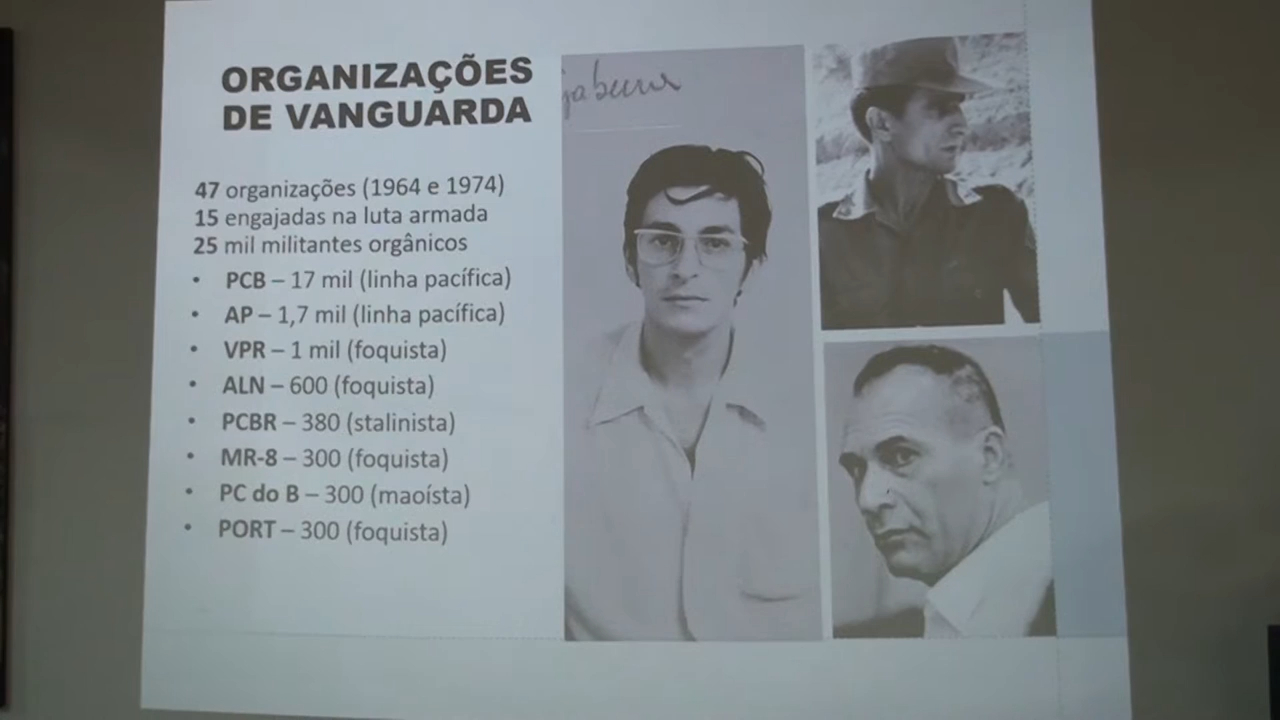 ORGANIZAÇÕES
DE VANGUARDA
47 organizações (1964 e 1974)
15 engajadas na luta armada
25 mil militantes orgânicos
• PCB – 17 mil (linha pacífica)
• AP – 1,7 mil (linha pacífica)
• VPR – 1 mil (foquista)
• ALN – 600 (foquista)
• PCBR – 380 (stalinista)
• MR-8 – 300 (foquista)
• PC do B – 300 (maoísta)
• PORT – 300 (foquista)